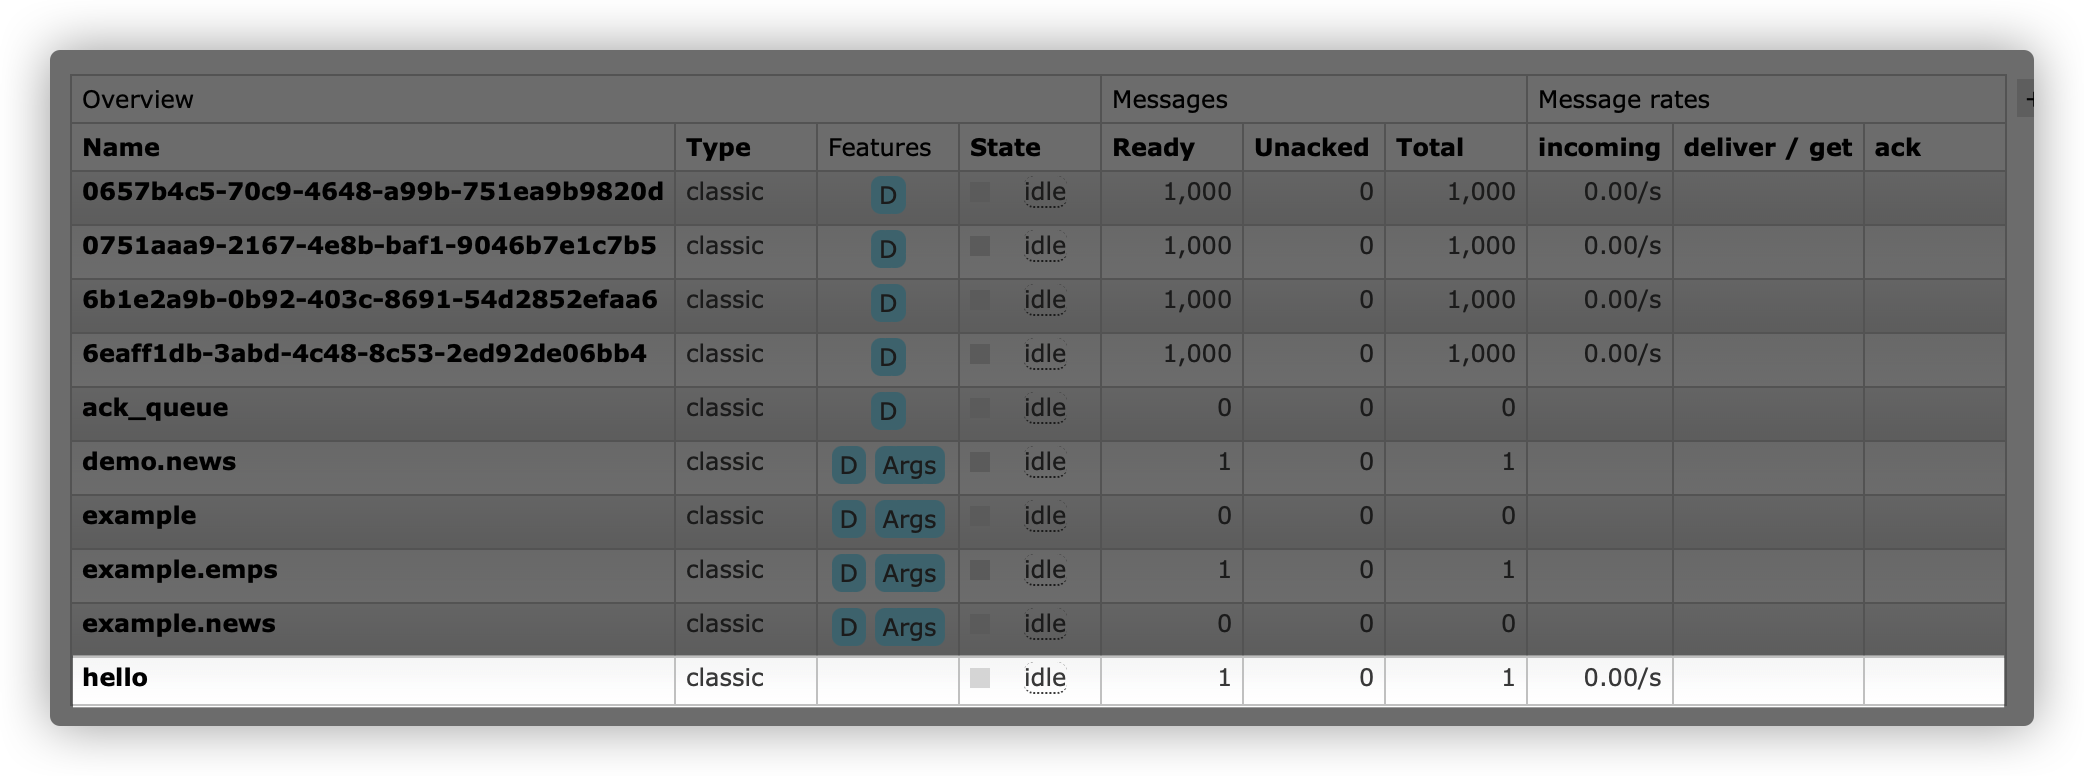 Overview Messages Message rates +
Name Type Features State Ready Unacked Total incoming deliver / get ack
0657b4c5-70c9-4648-a99b-751ea9b9820d classic D idle 1,000 0 1,000 0.00/s
0751aaa9-2167-4e8b-baf1-9046b7e1c7b5 classic D idle 1,000 0 1,000 0.00/s
6b1e2a9b-0b92-403c-8691-54d2852efaa6 classic D idle 1,000 0 1,000 0.00/s
6eaff1db-3abd-4c48-8c53-2ed92de06bb4 classic D idle 1,000 0 1,000 0.00/s
ack_queue classic D idle 0 0 0
demo.news classic D Args idle 1 0 1
example classic D Args idle 0 0 0
example.emps classic D Args idle 1 0 1
example.news classic D Args idle 0 0 0
hello classic idle 1 0 1 0.00/s